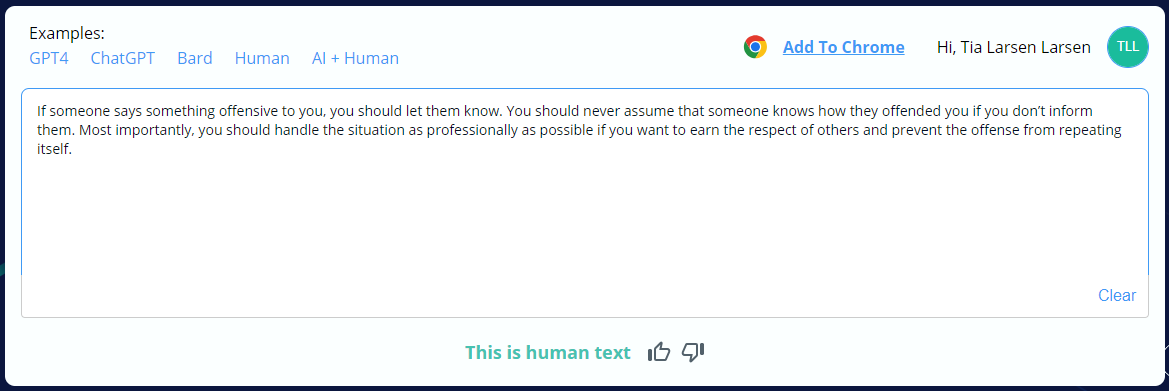 Examples:
GPT4 ChatGPT Bard Human AI + Human
Add To Chrome Hi, Tia Larsen Larsen TLL
If someone says something offensive to you, you should let them know. You should never assume that someone knows how they offended you if you don’t inform
them. Most importantly, you should handle the situation as professionally as possible if you want to earn the respect of others and prevent the offense from repeating
itself.
Clear
This is human text